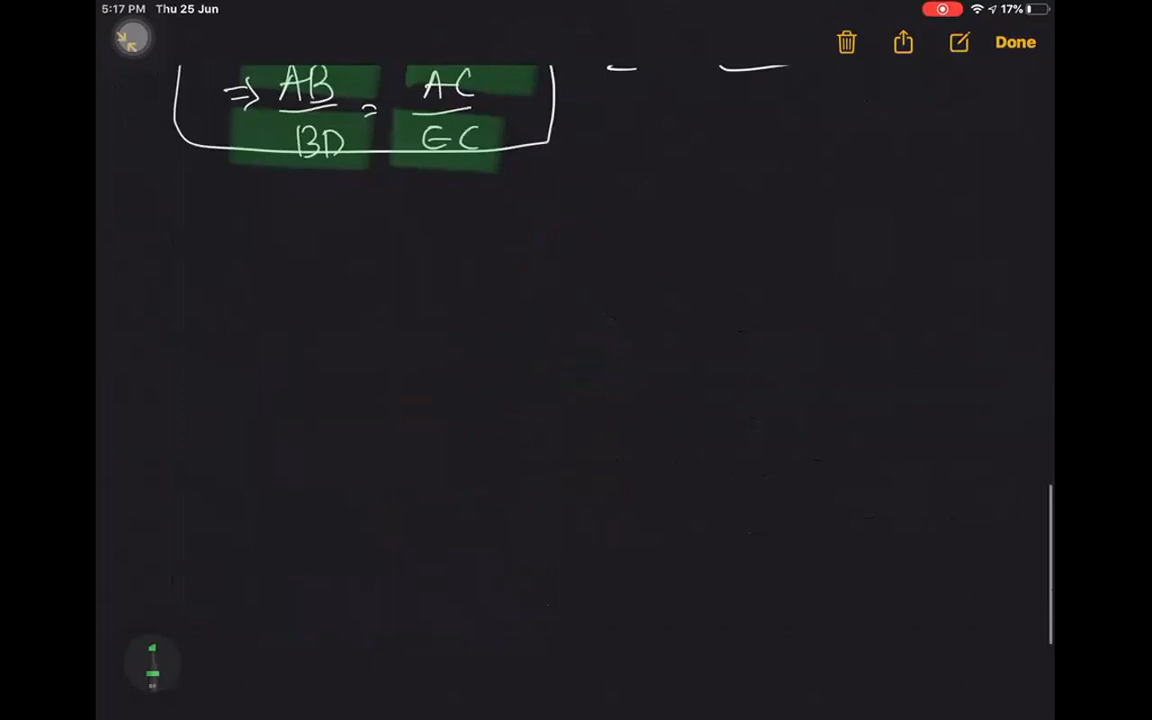 5:17 PM Thu 25 Jun 17%
Done
⇒ AB/BD = AC/EC